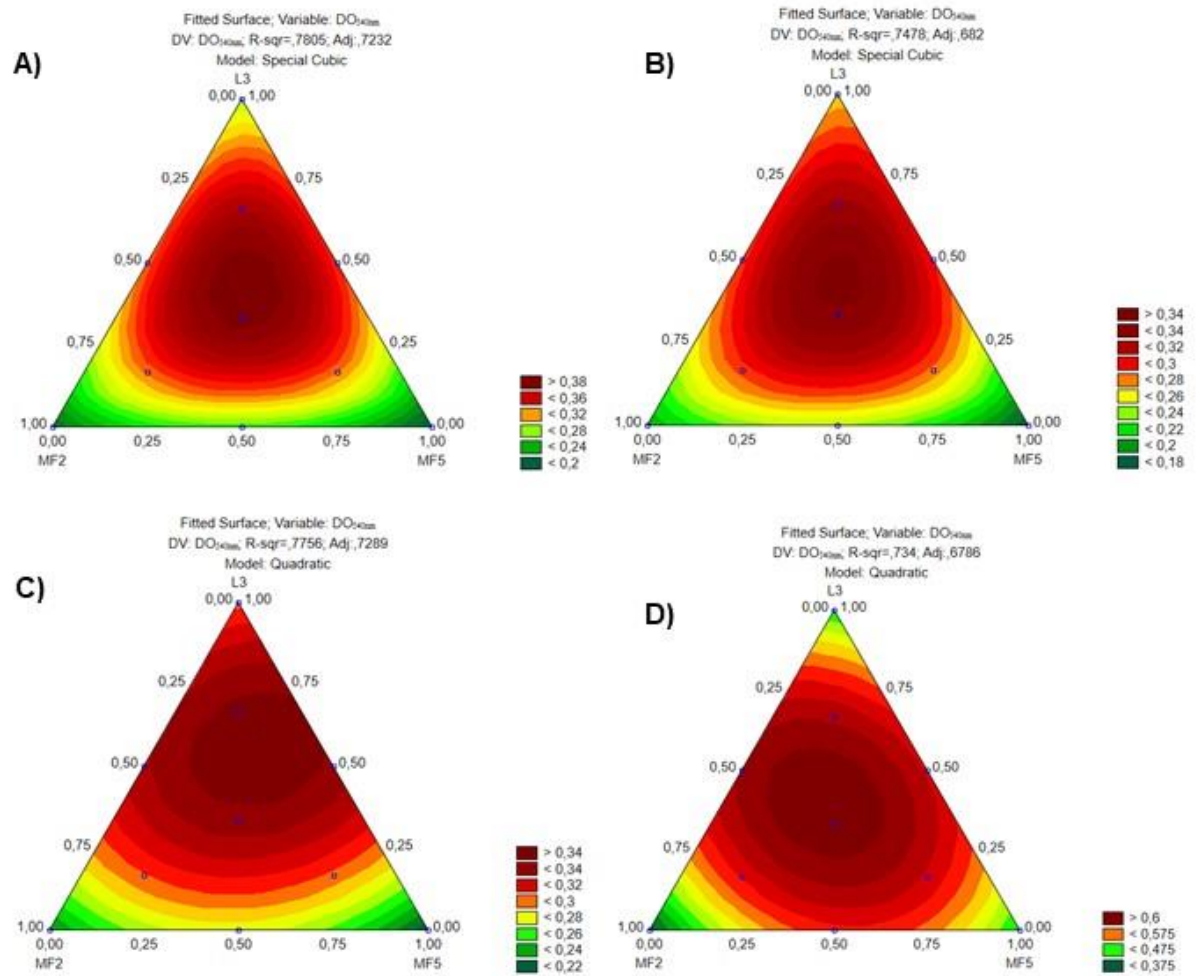 A)
Fitted Surface; Variable: DO540nm
DV: DO540nm; R-sqr=,7805; Adj:,7232
Model: Special Cubic
L3
0,00 1,00
0,25 0,75
0,50 0,50
0,75 0,25
1,00 0,00
0,00 0,25 0,50 0,75 1,00
MF2 MF5
> 0,38
< 0,36
< 0,32
< 0,28
< 0,24
< 0,2
B)
Fitted Surface; Variable: DO540nm
DV: DO540nm; R-sqr=,7478; Adj:,682
Model: Special Cubic
L3
0,00 1,00
0,25 0,75
0,50 0,50
0,75 0,25
1,00 0,00
0,00 0,25 0,50 0,75 1,00
MF2 MF5
> 0,34
< 0,34
< 0,32
< 0,3
< 0,28
< 0,26
< 0,24
< 0,22
< 0,2
< 0,18
C)
Fitted Surface; Variable: DO540nm
DV: DO540nm; R-sqr=,7756; Adj:,7289
Model: Quadratic
L3
0,00 1,00
0,25 0,75
0,50 0,50
0,75 0,25
1,00 0,00
0,00 0,25 0,50 0,75 1,00
MF2 MF5
> 0,34
< 0,34
< 0,32
< 0,3
< 0,28
< 0,26
< 0,24
< 0,22
D)
Fitted Surface; Variable: DO540nm
DV: DO540nm; R-sqr=,734; Adj:,6786
Model: Quadratic
L3
0,00 1,00
0,25 0,75
0,50 0,50
0,75 0,25
1,00 0,00
0,00 0,25 0,50 0,75 1,00
MF2 MF5
> 0,6
< 0,575
< 0,475
< 0,375